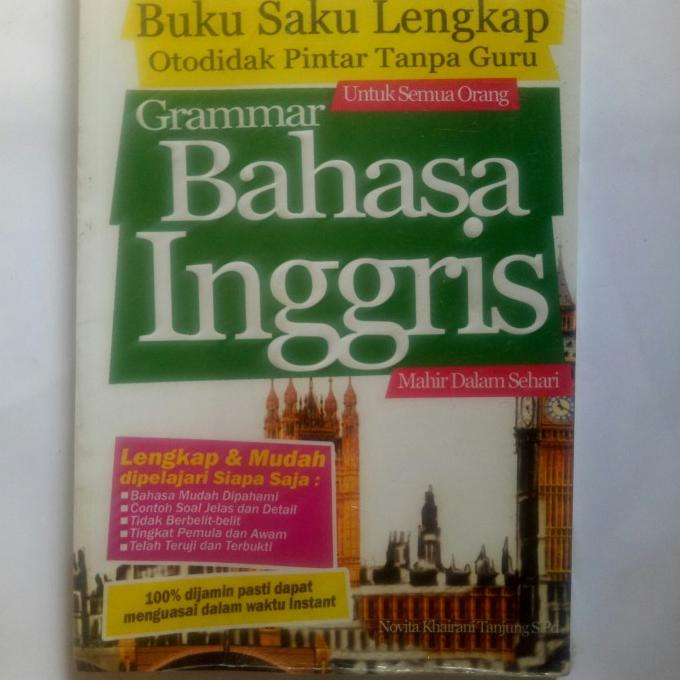 Buku Saku Lengkap
Otodidak Pintar Tanpa Guru
Untuk Semua Orang
Grammar
Bahasa
Inggris
Mahir Dalam Sehari
Lengkap & Mudah
dipelajari Siapa Saja :
Bahasa Mudah Dipahami
Contoh Soal Jelas dan Detail
Tidak Berbelit-belit
Tingkat Pemula dan Awam
Telah Teruji dan Terbukti
100% dijamin pasti dapat
menguasai dalam waktu Instant
Novita Khairani Tanjung S.Pd